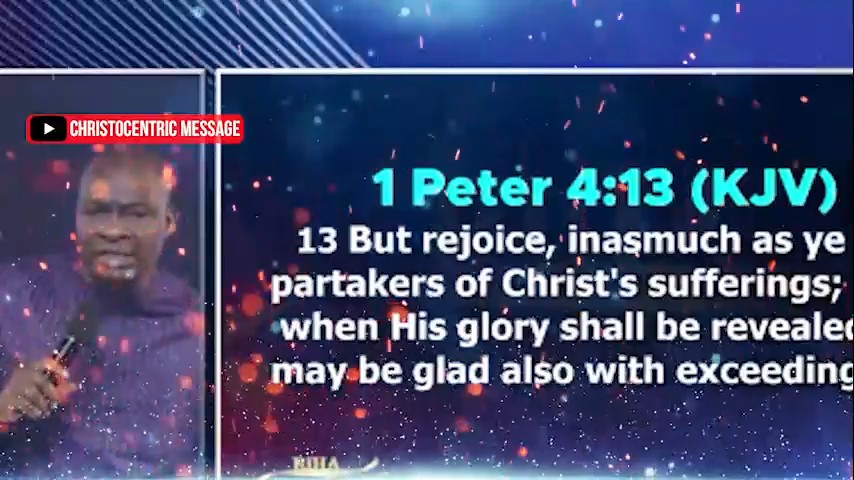 CHRISTOCENTRIC MESSAGE
1 Peter 4:13 (KJV)
13 But rejoice, inasmuch as ye
partakers of Christ's sufferings;
when His glory shall be revealed
may be glad also with exceeding